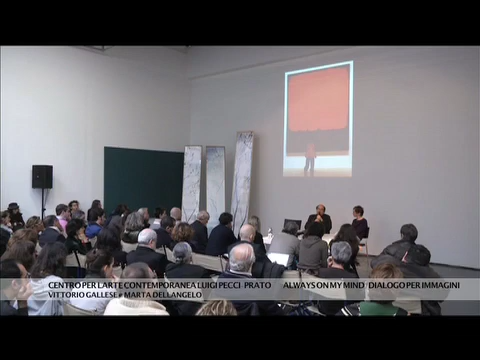 CENTRO PER L'ARTE CONTEMPORANEA LUIGI PECCI - PRATO ALWAYS ON MY MIND / DIALOGO PER IMMAGINI
VITTORIO GALLESE e MARTA DELL'ANGELO